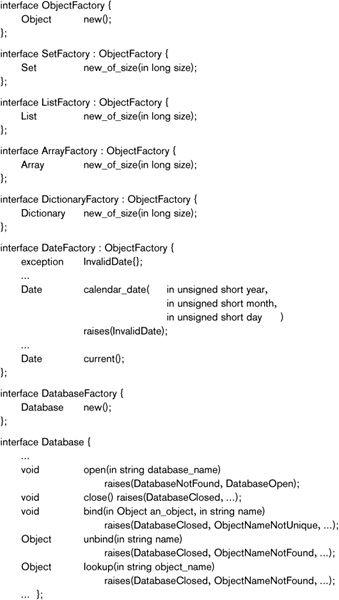 interface ObjectFactory {
Object new();
};
interface SetFactory : ObjectFactory {
Set new_of_size(in long size);
};
interface ListFactory : ObjectFactory {
List new_of_size(in long size);
};
interface ArrayFactory : ObjectFactory {
Array new_of_size(in long size);
};
interface DictionaryFactory : ObjectFactory {
Dictionary new_of_size(in long size);
};
interface DateFactory : ObjectFactory {
exception InvalidDate{};
...
Date calendar_date( in unsigned short year,
in unsigned short month,
in unsigned short day )
raises(InvalidDate);
...
Date current();
};
interface DatabaseFactory {
Database new();
};
interface Database {
...
void open(in string database_name)
raises(DatabaseNotFound, DatabaseOpen);
void close() raises(DatabaseClosed, ...);
void bind(in Object an_object, in string name)
raises(DatabaseClosed, ObjectNameNotUnique, ...);
Object unbind(in string name)
raises(DatabaseClosed, ObjectNameNotFound, ...);
Object lookup(in string object_name)
raises(DatabaseClosed, ObjectNameNotFound, ...);
... };